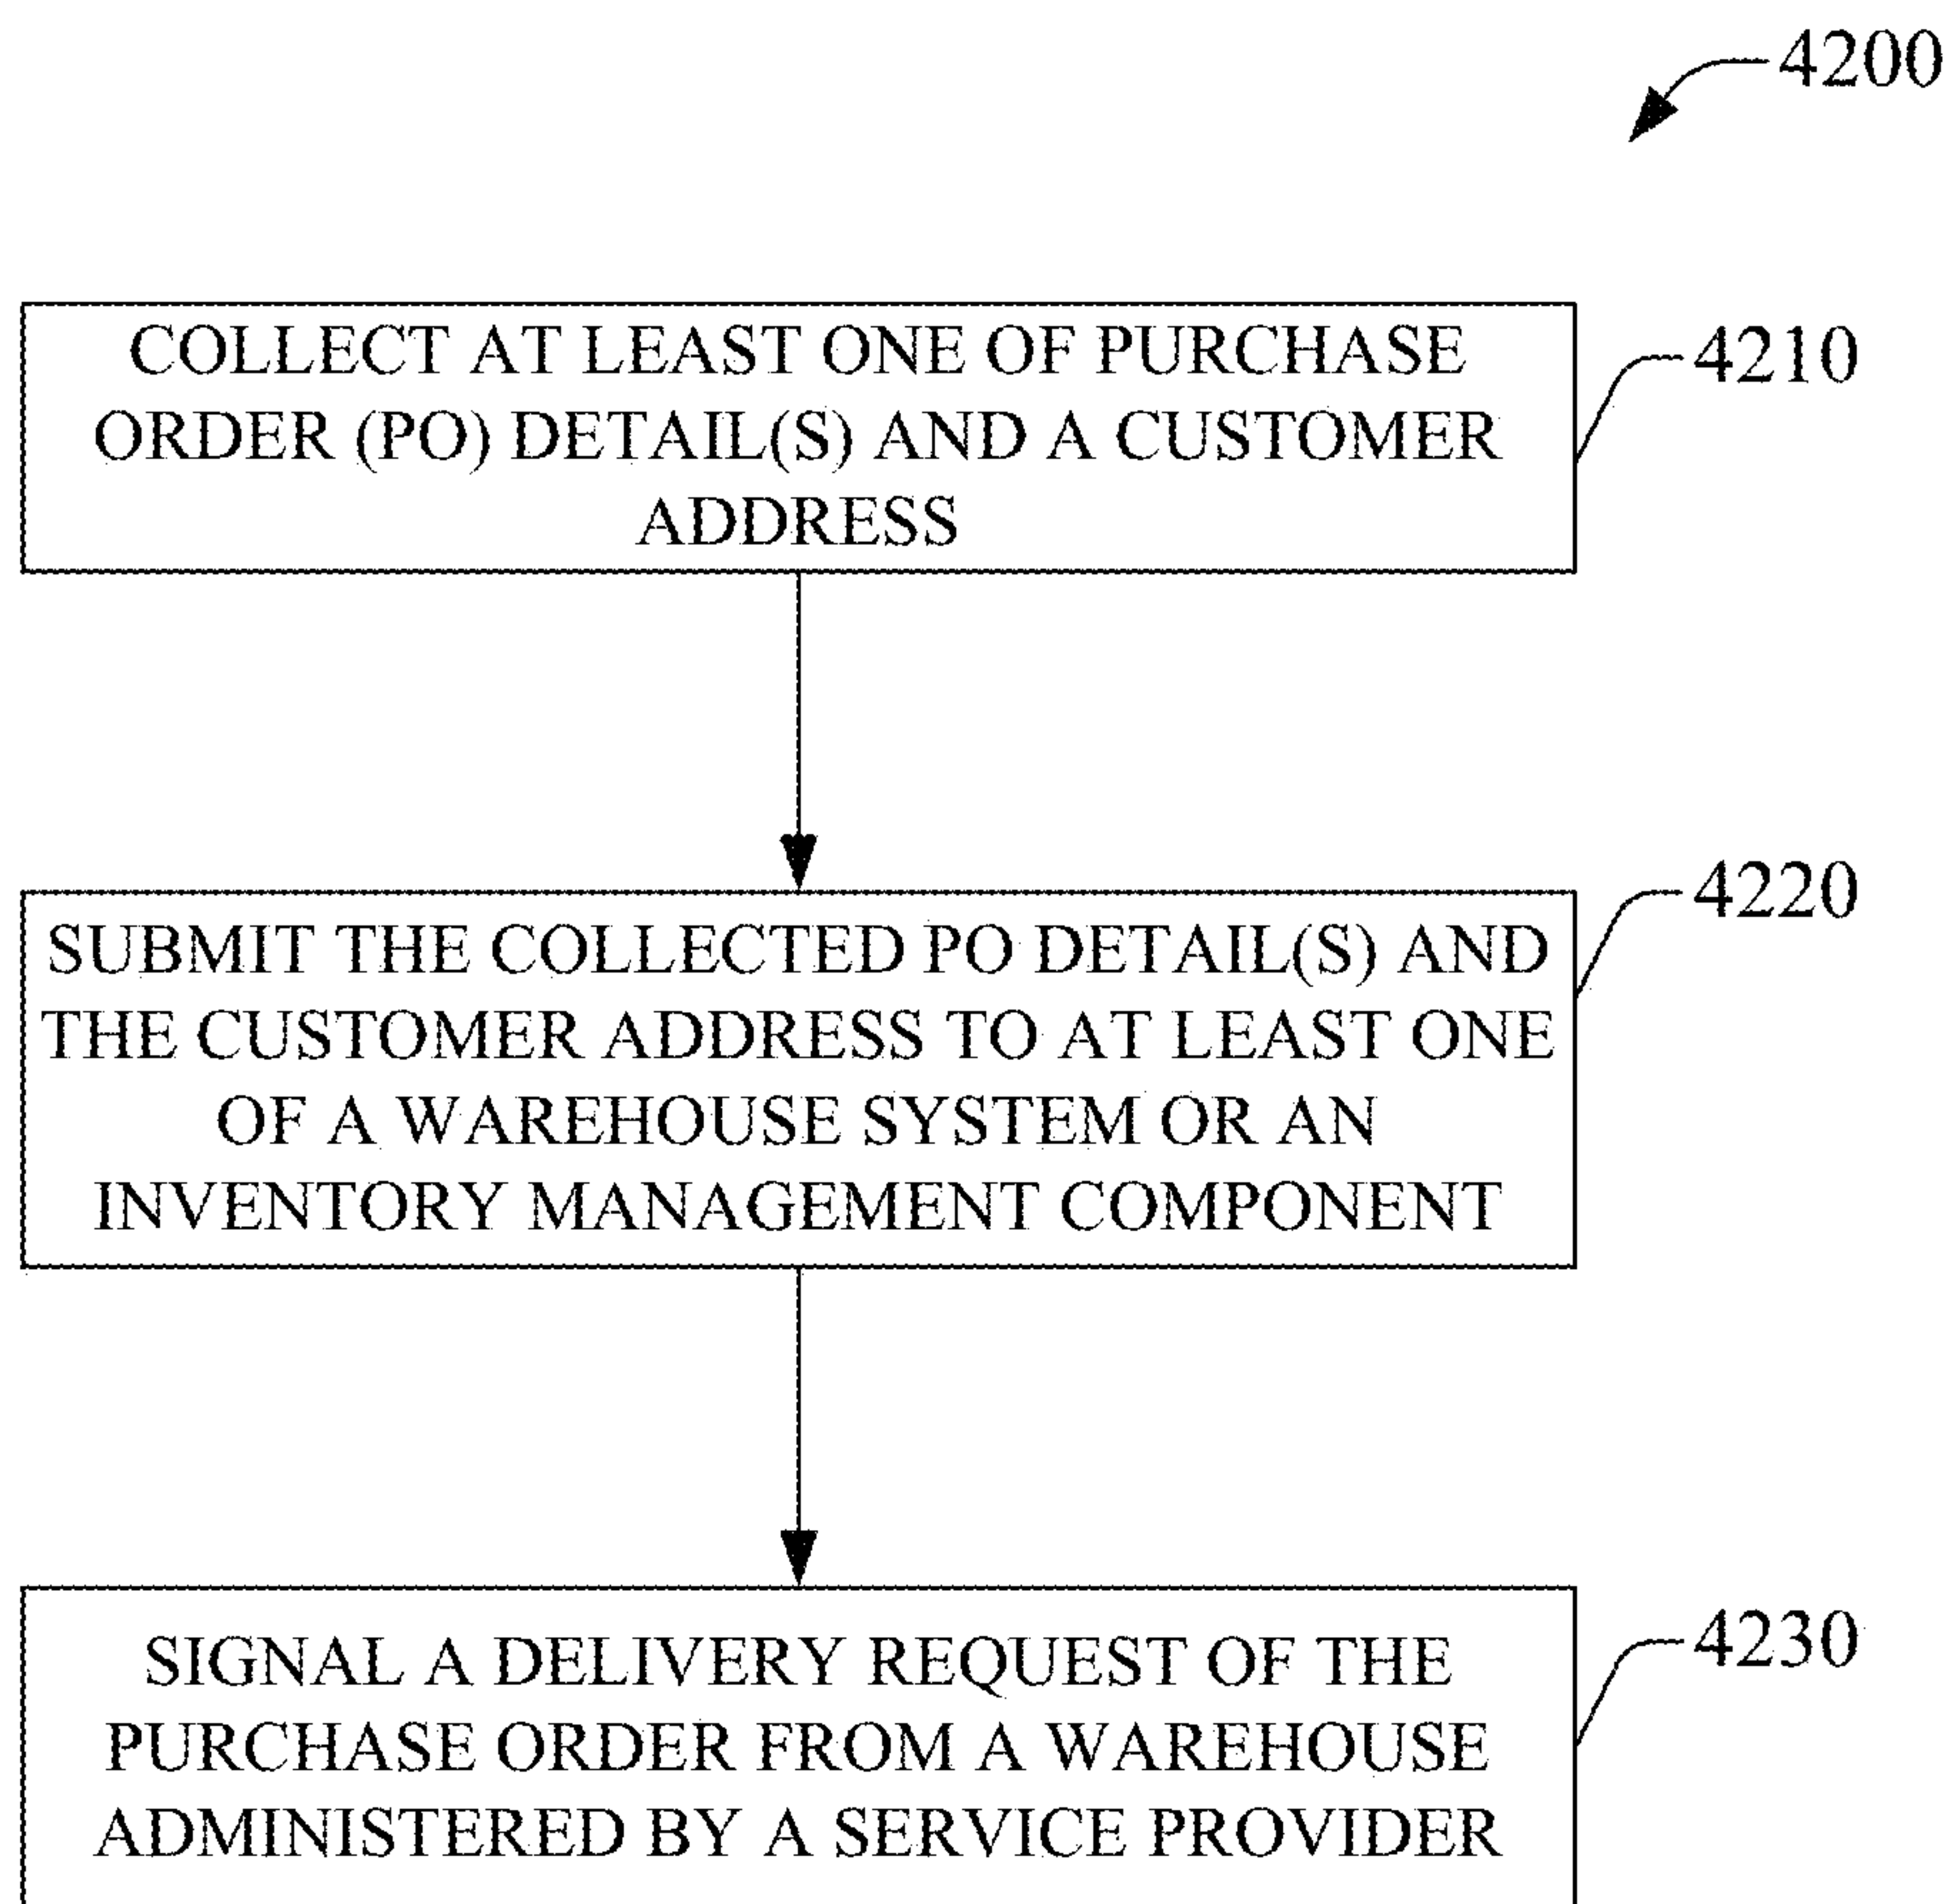 4200
COLLECT AT LEAST ONE OF PURCHASE
ORDER (PO) DETAIL(S) AND A CUSTOMER
ADDRESS
4210
SUBMIT THE COLLECTED PO DETAIL(S) AND
THE CUSTOMER ADDRESS TO AT LEAST ONE
OF A WAREHOUSE SYSTEM OR AN
INVENTORY MANAGEMENT COMPONENT
4220
SIGNAL A DELIVERY REQUEST OF THE
PURCHASE ORDER FROM A WAREHOUSE
ADMINISTERED BY A SERVICE PROVIDER
4230